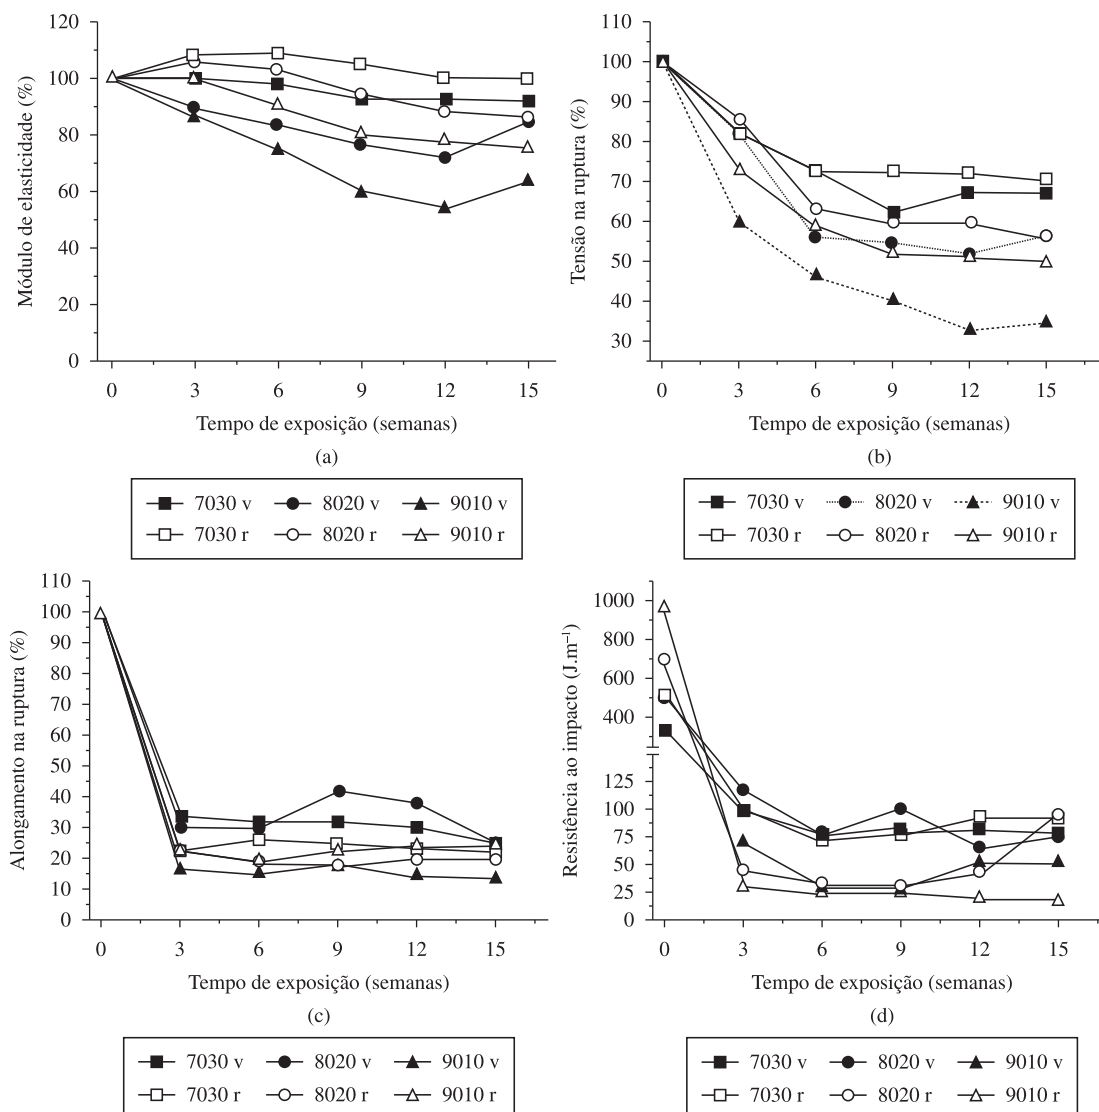 120
100
80
60
40
20
0
Módulo de elasticidade (%)
0 3 6 9 12 15
Tempo de exposição (semanas)
(a)
7030 v 8020 v 9010 v
7030 r 8020 r 9010 r
110
100
90
80
70
60
50
40
30
Tensão na ruptura (%)
0 3 6 9 12 15
Tempo de exposição (semanas)
(b)
7030 v 8020 v 9010 v
7030 r 8020 r 9010 r
110
100
90
80
70
60
50
40
30
20
10
0
Alongamento na ruptura (%)
0 3 6 9 12 15
Tempo de exposição (semanas)
(c)
7030 v 8020 v 9010 v
7030 r 8020 r 9010 r
1000
800
600
400
125
100
75
50
25
0
Resistência ao impacto (J.m⁻¹)
0 3 6 9 12 15
Tempo de exposição (semanas)
(d)
7030 v 8020 v 9010 v
7030 r 8020 r 9010 r